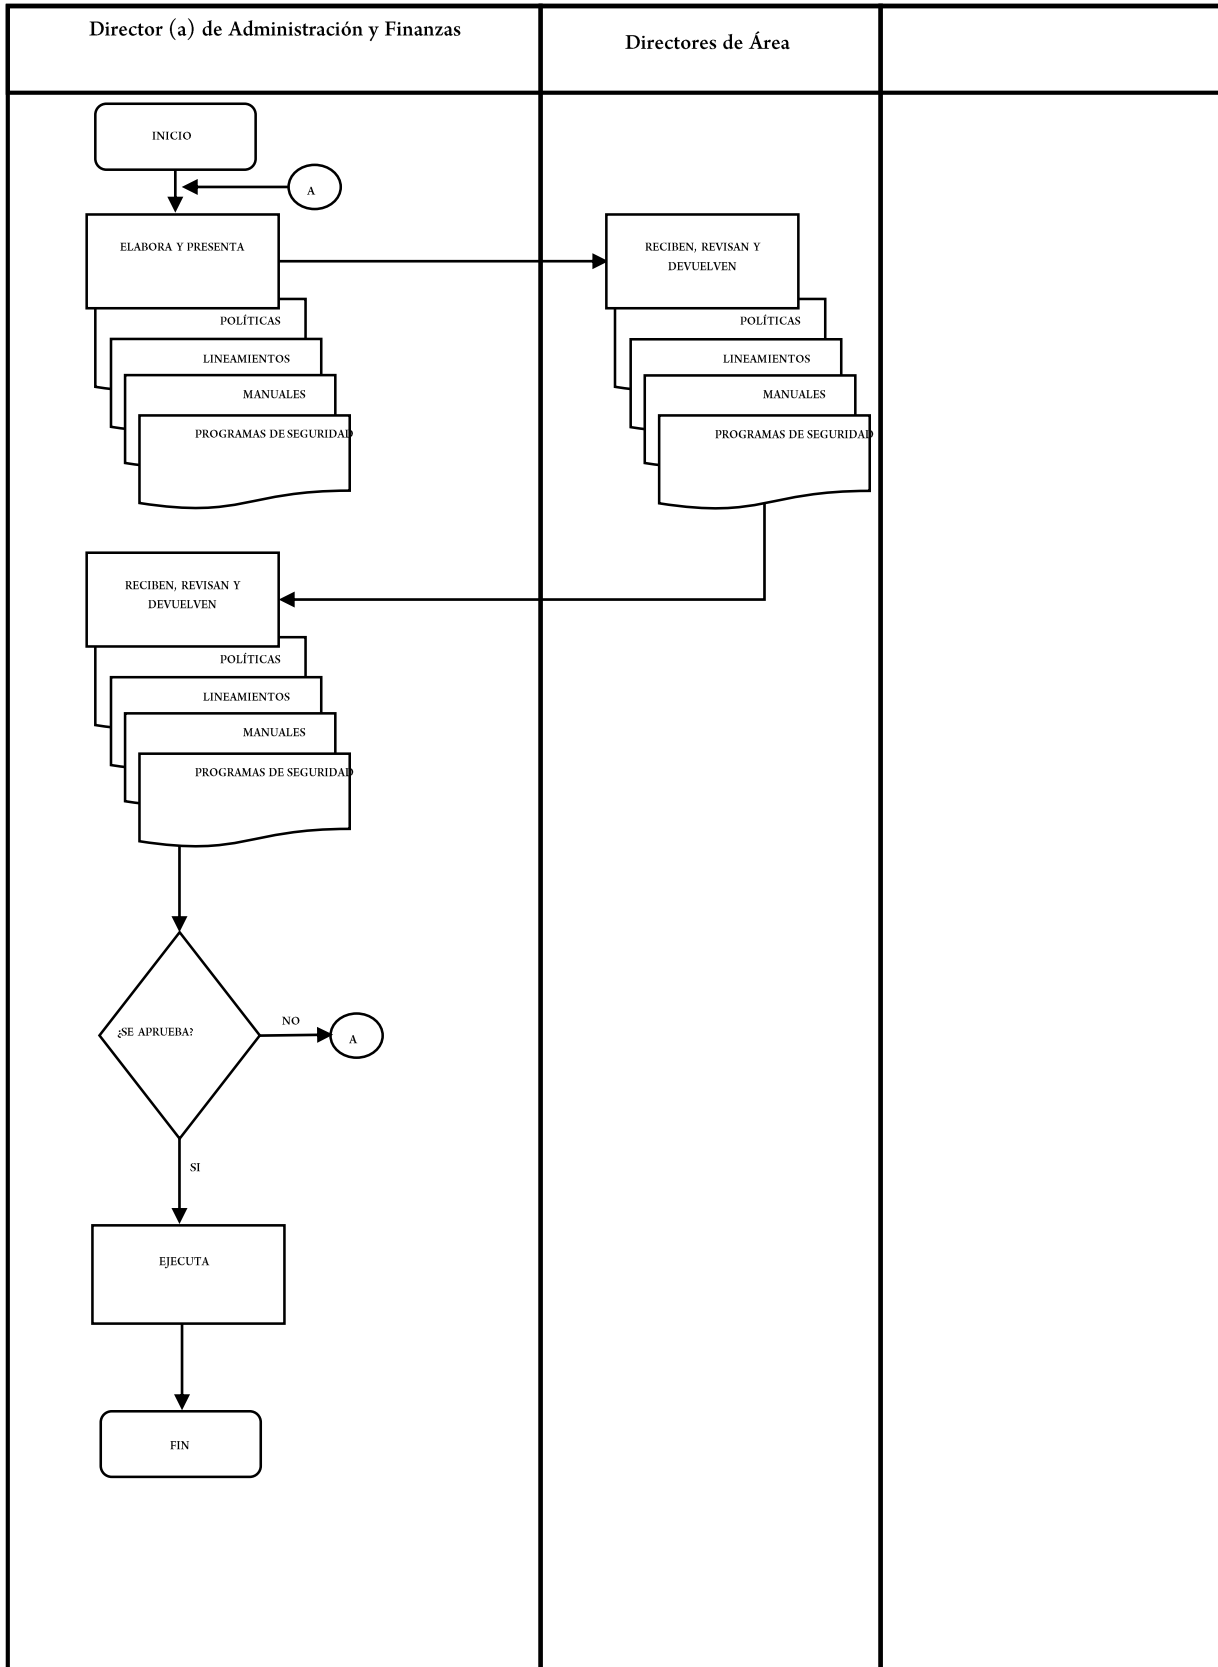 Director (a) de Administración y Finanzas
Directores de Área
INICIO
A
ELABORA Y PRESENTA
POLÍTICAS
LINEAMIENTOS
MANUALES
PROGRAMAS DE SEGURIDAD
RECIBEN, REVISAN Y
DEVUELVEN
POLÍTICAS
LINEAMIENTOS
MANUALES
PROGRAMAS DE SEGURIDAD
RECIBEN, REVISAN Y
DEVUELVEN
POLÍTICAS
LINEAMIENTOS
MANUALES
PROGRAMAS DE SEGURIDAD
¿SE APRUEBA?
NO
A
SI
EJECUTA
FIN